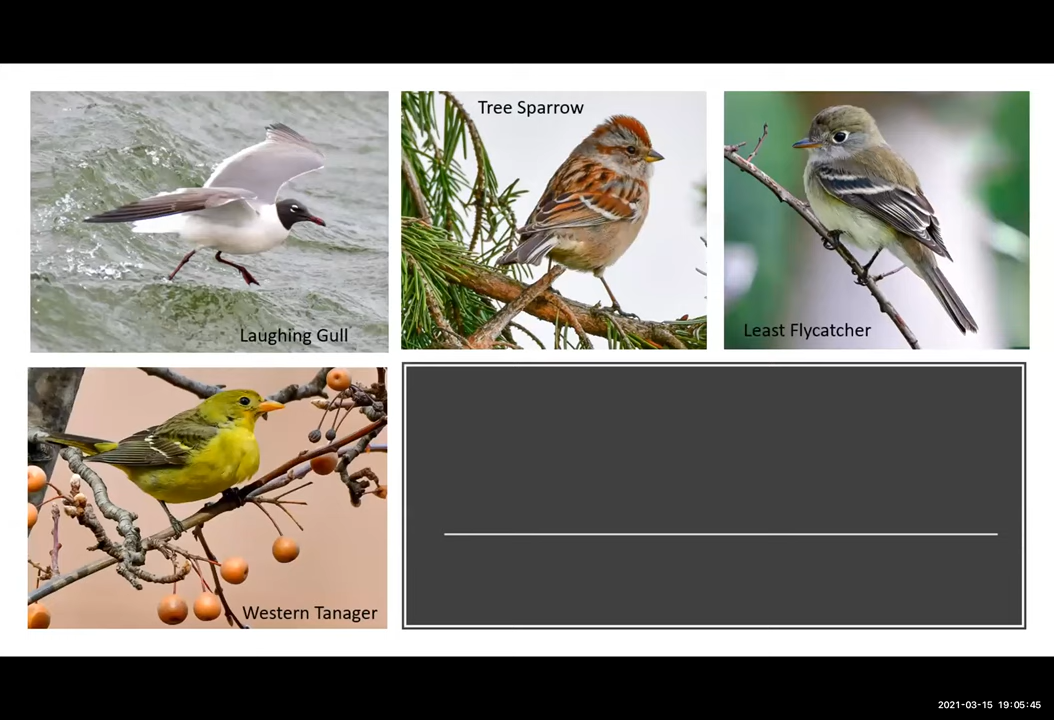 Tree Sparrow
Laughing Gull
Least Flycatcher
Western Tanager
2021-03-15 19:05:45